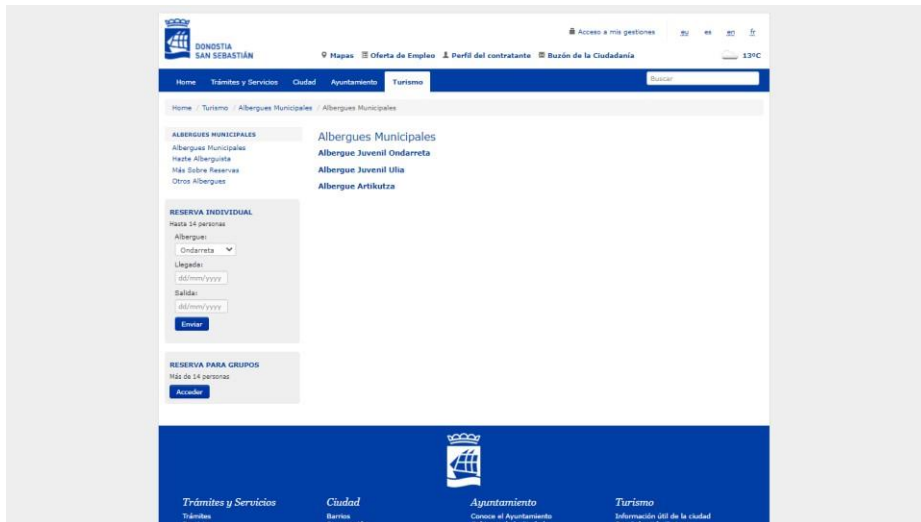 Acceso a mis gestiones eu es en fr
DONOSTIA
SAN SEBASTIÁN
Mapas Oferta de Empleo Perfil del contratante Buzón de la Ciudadanía 13ºC
Home Trámites y Servicios Ciudad Ayuntamiento Turismo Buscar
Home / Turismo / Albergues Municipales / Albergues Municipales
ALBERGUES MUNICIPALES
Albergues Municipales
Hazte Alberguista
Más Sobre Reservas
Otros Albergues
Albergues Municipales
Albergue Juvenil Ondarreta
Albergue Juvenil Ulia
Albergue Artikutza
RESERVA INDIVIDUAL
Hasta 14 personas
Albergue:
Ondarreta
Llegada:
dd/mm/yyyy
Salida:
dd/mm/yyyy
Enviar
RESERVA PARA GRUPOS
Más de 14 personas
Acceder
Trámites y Servicios Ciudad Ayuntamiento Turismo
Trámites Barrios Conoce el Ayuntamiento Información útil de la ciudad